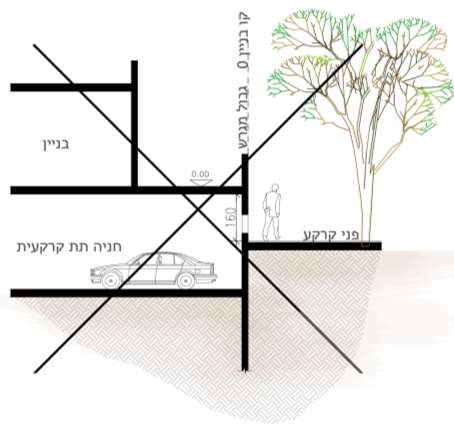 קו בניין 0
גבול מגרש
בניין
0.00
160
פני קרקע
חניה תת קרקעית